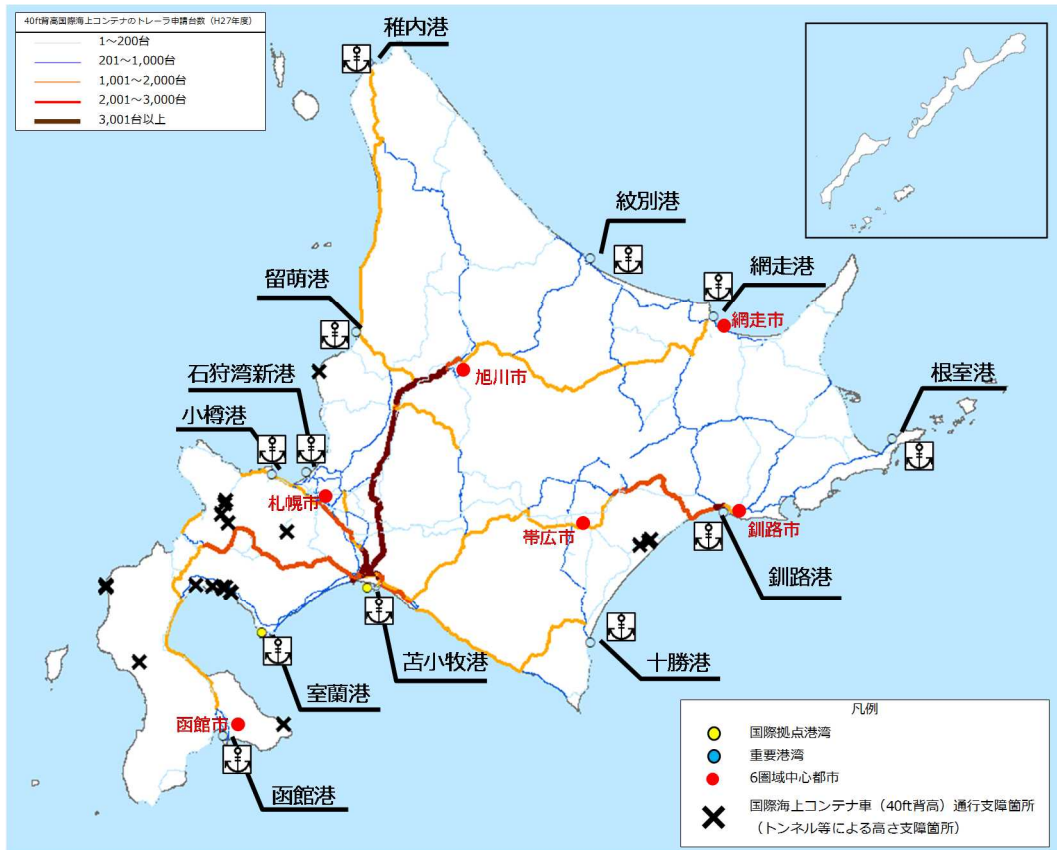 40ft背高国際海上コンテナのトレーラ申請台数（H27年度）
1～200台
201～1,000台
1,001～2,000台
2,001～3,000台
3,001台以上
稚内港
紋別港
網走港
網走市
留萌港
旭川市
石狩湾新港
根室港
小樽港
札幌市
帯広市
釧路市
釧路港
苫小牧港
十勝港
室蘭港
函館市
函館港
凡例
国際拠点港湾
重要港湾
6圏域中心都市
国際海上コンテナ車（40ft背高）通行支障箇所
（トンネル等による高さ支障箇所）